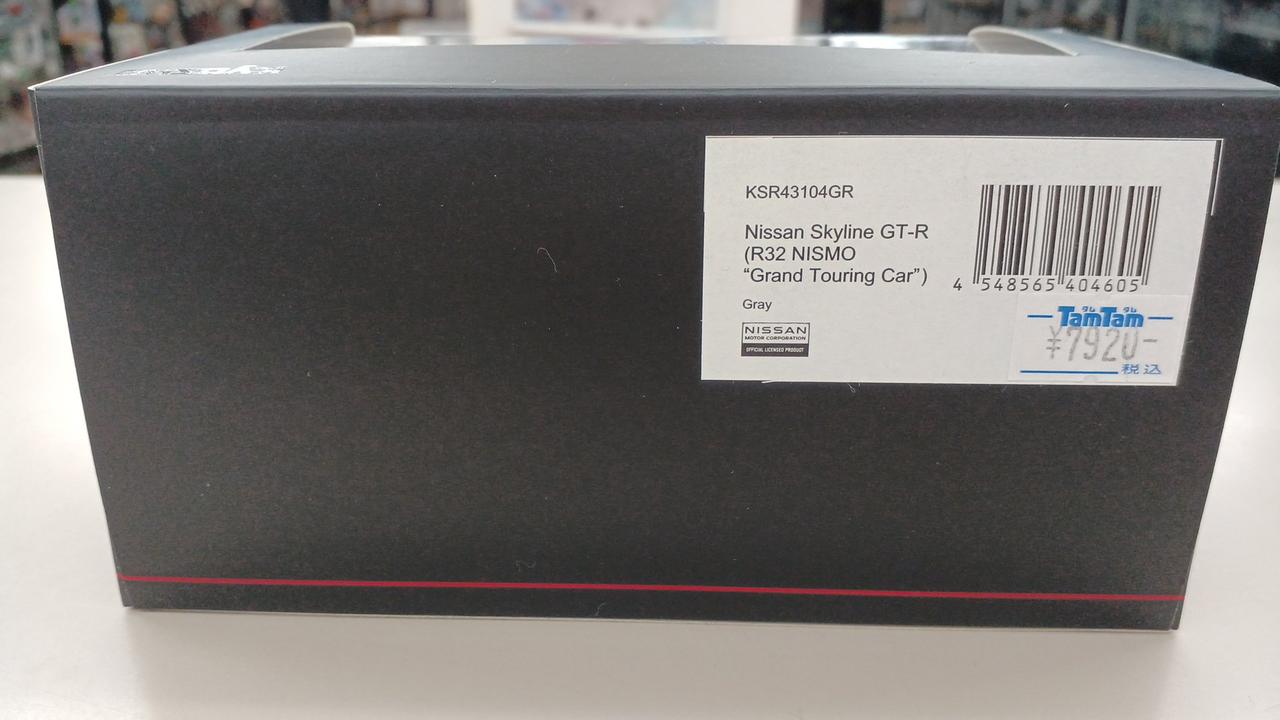 KSR43104GR
Nissan Skyline GT-R
(R32 NISMO
“Grand Touring Car”)
Gray
NISSAN
MOTOR CORPORATION
OFFICIAL LICENSED PRODUCT
4 548565 404605
タム タム
TamTam
¥7920-
税込